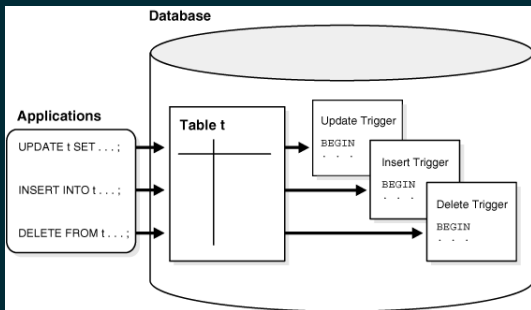 Database
Applications
UPDATE t SET . . . ;
INSERT INTO t . . . ;
DELETE FROM t . . . ;
Table t
Update Trigger
BEGIN
. . .
Insert Trigger
BEGIN
. . .
Delete Trigger
BEGIN
. . .